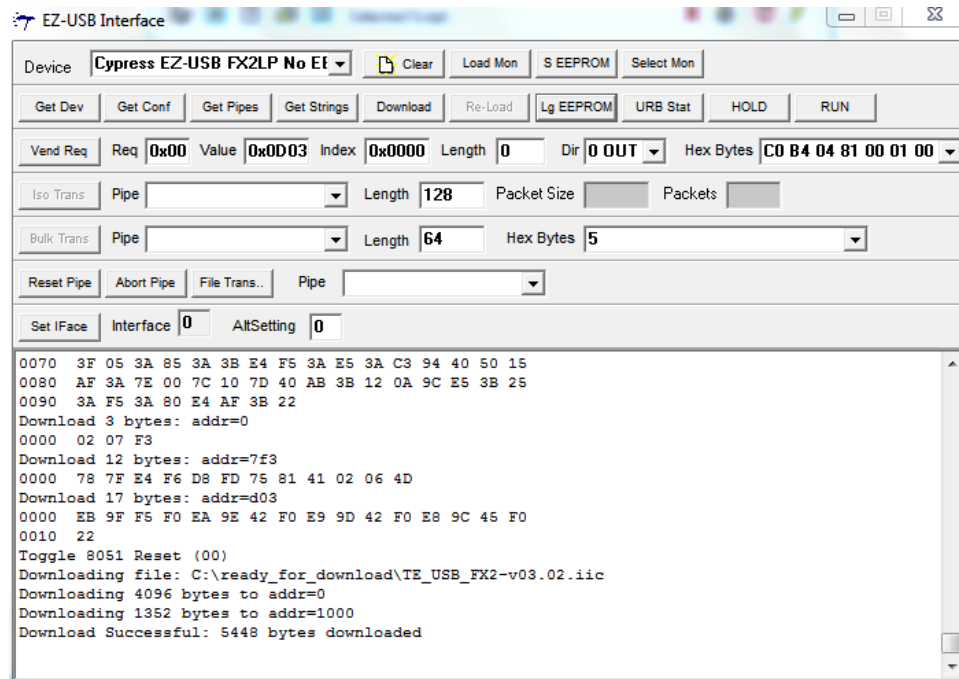 EZ-USB Interface
Device Cypress EZ-USB FX2LP No EE Clear Load Mon S EEPROM Select Mon
Get Dev Get Conf Get Pipes Get Strings Download Re-Load Lg EEPROM URB Stat HOLD RUN
Vend Req Req 0x00 Value 0x0D03 Index 0x0000 Length 0 Dir 0 OUT Hex Bytes C0 B4 04 81 00 01 00
Iso Trans Pipe Length 128 Packet Size Packets
Bulk Trans Pipe Length 64 Hex Bytes 5
Reset Pipe Abort Pipe File Trans.. Pipe
Set IFace Interface 0 AltSetting 0
0070 3F 05 3A 85 3A 3B E4 F5 3A E5 3A C3 94 40 50 15
0080 AF 3A 7E 00 7C 10 7D 40 AB 3B 12 0A 9C E5 3B 25
0090 3A F5 3A 80 E4 AF 3B 22
Download 3 bytes: addr=0
0000 02 07 F3
Download 12 bytes: addr=7f3
0000 78 7F E4 F6 D8 FD 75 81 41 02 06 4D
Download 17 bytes: addr=d03
0000 EB 9F F5 F0 EA 9E 42 F0 E9 9D 42 F0 E8 9C 45 F0
0010 22
Toggle 8051 Reset (00)
Downloading file: C:\ready_for_download\TE_USB_FX2-v03.02.iic
Downloading 4096 bytes to addr=0
Downloading 1352 bytes to addr=1000
Download Successful: 5448 bytes downloaded